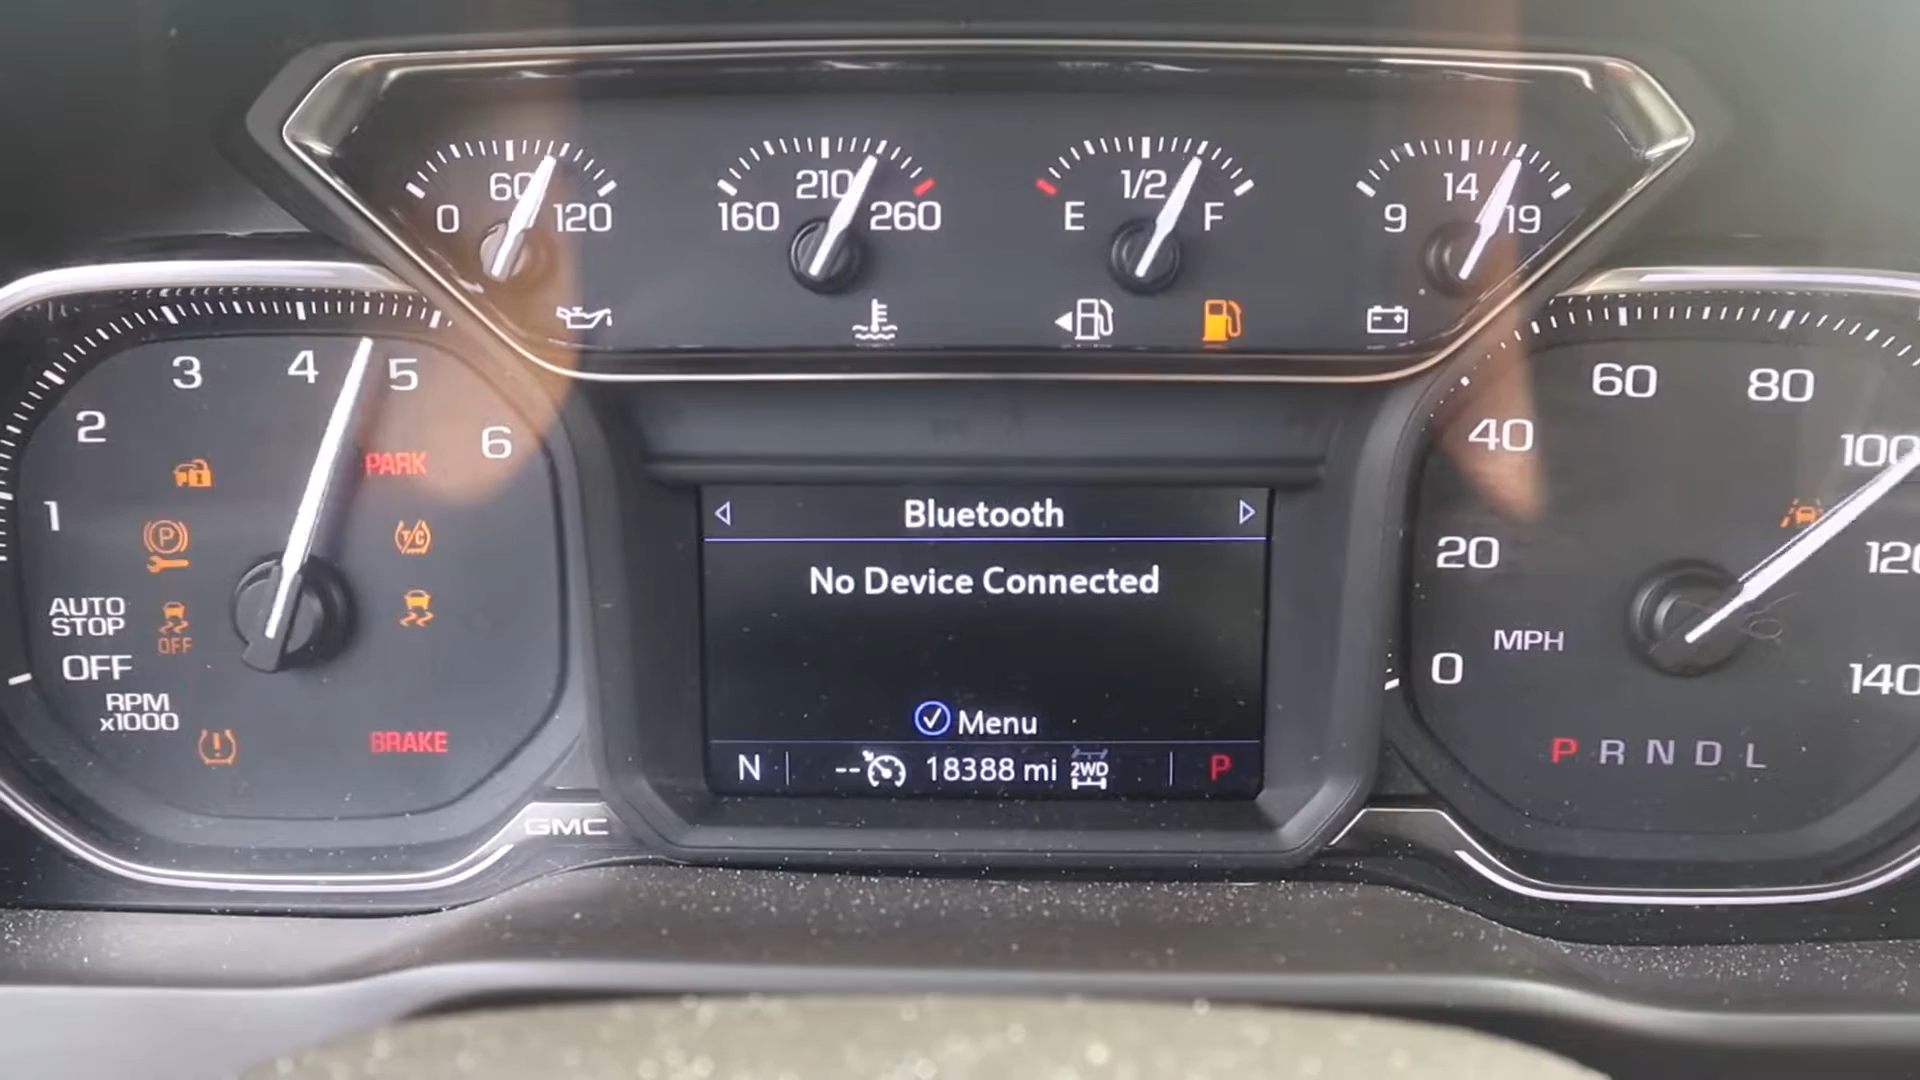 0 60 120
160 210 260
E 1/2 F
9 14 19
1 2 3 4 5 6
PARK
P
T/C
AUTO
STOP
OFF
OFF
RPM
x1000
!
BRAKE
GMC
Bluetooth
No Device Connected
Menu
N -- 18388 mi 2WD P
0 20 40 60 80 100 120 140
MPH
P R N D L